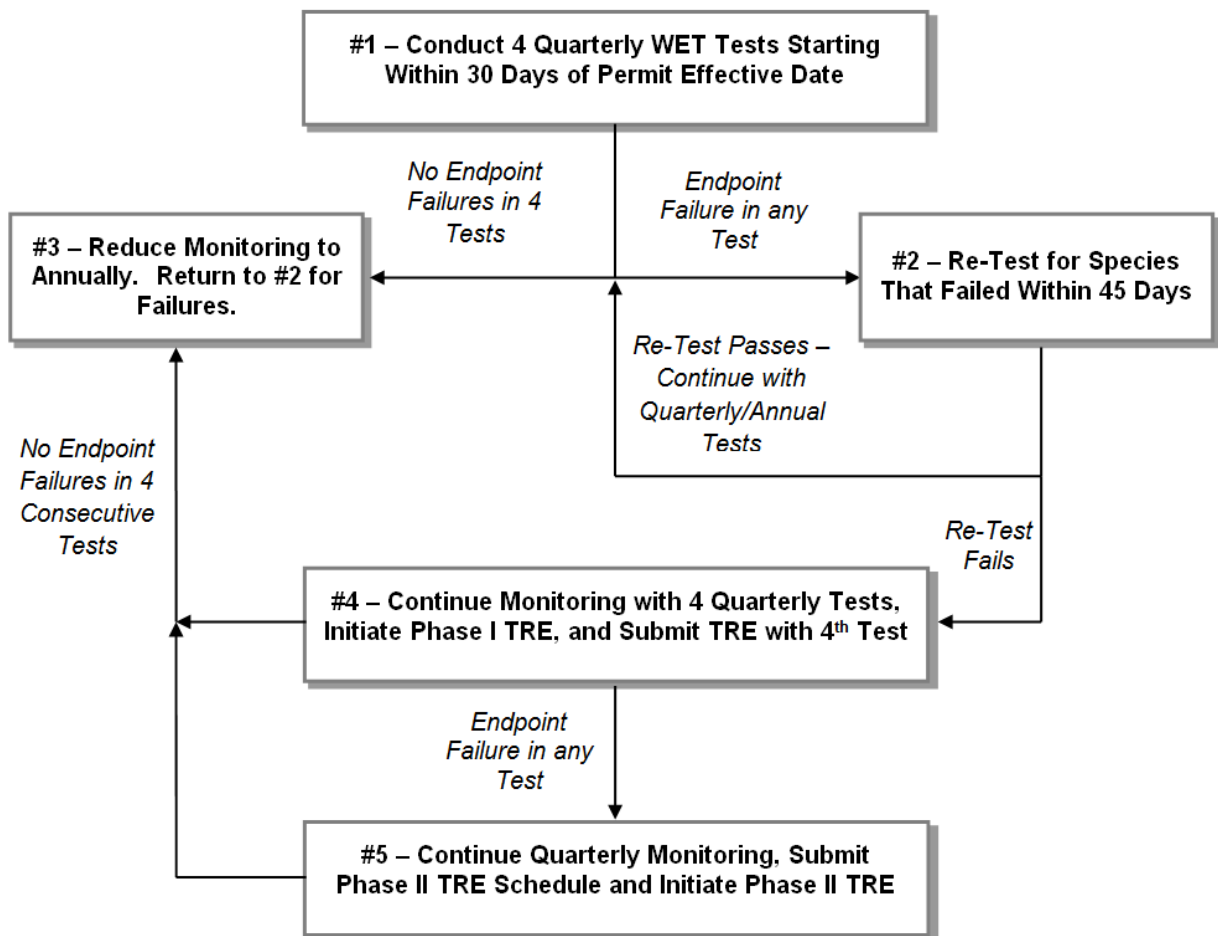 #1 – Conduct 4 Quarterly WET Tests Starting
Within 30 Days of Permit Effective Date
No Endpoint
Failures in 4
Tests
Endpoint
Failure in any
Test
#3 – Reduce Monitoring to
Annually.  Return to #2 for
Failures.
#2 – Re-Test for Species
That Failed Within 45 Days
Re-Test Passes –
Continue with
Quarterly/Annual
Tests
No Endpoint
Failures in 4
Consecutive
Tests
Re-Test
Fails
#4 – Continue Monitoring with 4 Quarterly Tests,
Initiate Phase I TRE, and Submit TRE with 4th Test
Endpoint
Failure in any
Test
#5 – Continue Quarterly Monitoring, Submit
Phase II TRE Schedule and Initiate Phase II TRE